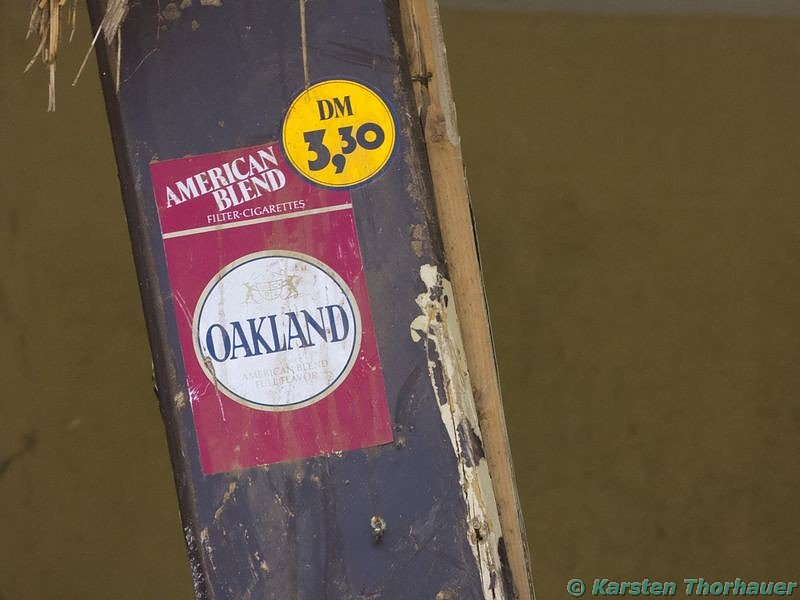 DM
3,30
AMERICAN
BLEND
FILTER-CIGARETTES
OAKLAND
AMERICAN BLEND
FULL FLAVOR
© Karsten Thorhauer